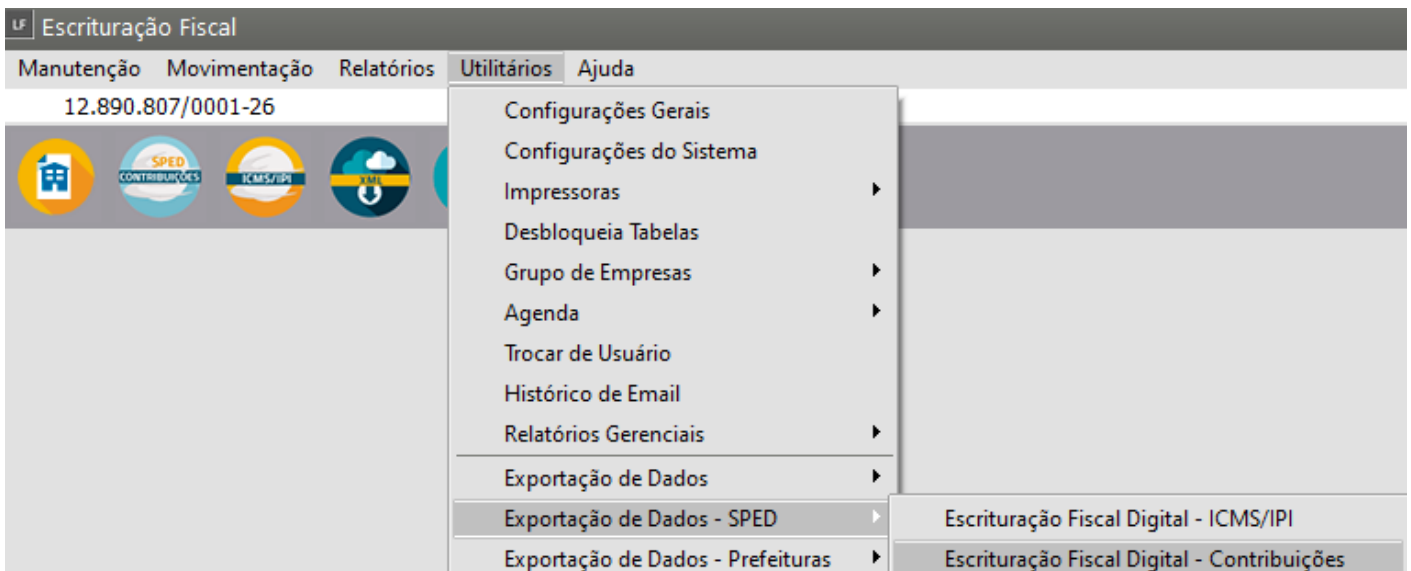 LF Escrituração Fiscal
Manutenção Movimentação Relatórios Utilitários Ajuda
12.890.807/0001-26
SPED
CONTRIBUIÇÕES
ICMS/IPI
XML
Configurações Gerais
Configurações do Sistema
Impressoras
Desbloqueia Tabelas
Grupo de Empresas
Agenda
Trocar de Usuário
Histórico de Email
Relatórios Gerenciais
Exportação de Dados
Exportação de Dados - SPED
Escrituração Fiscal Digital - ICMS/IPI
Exportação de Dados - Prefeituras
Escrituração Fiscal Digital - Contribuições